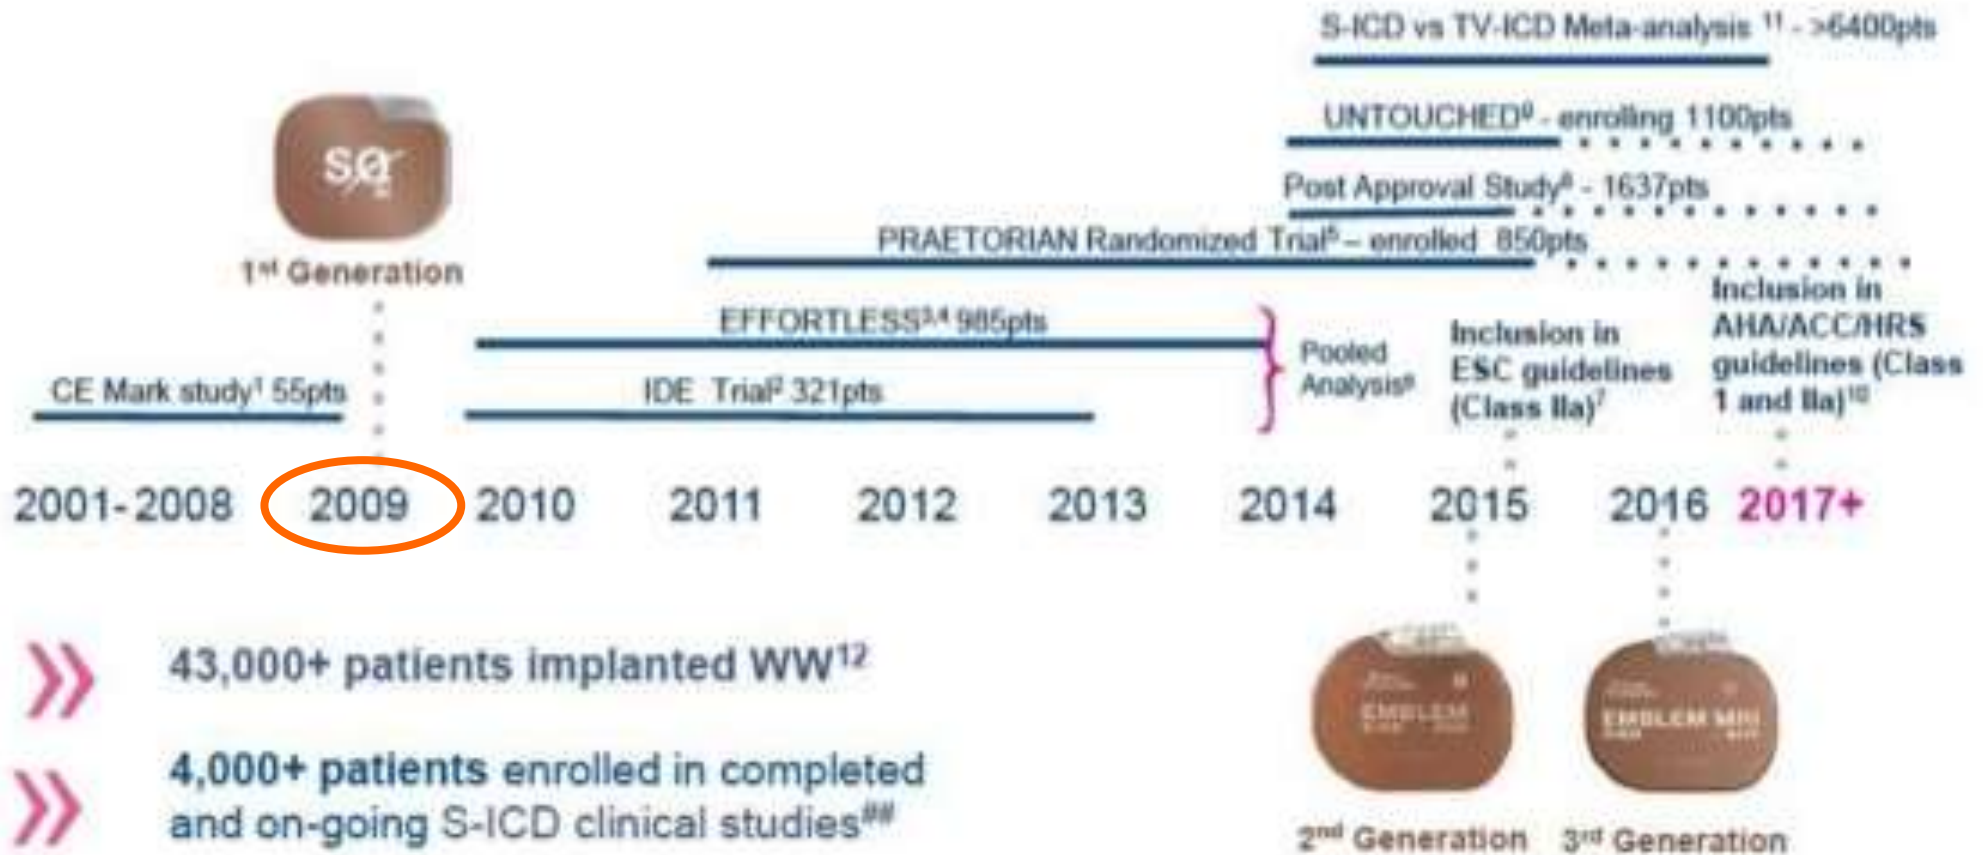 S-ICD vs TV-ICD Meta-analysis 11 - >6400pts
UNTOUCHED9 - enrolling 1100pts
Post Approval Study8 - 1637pts
PRAETORIAN Randomized Trial5 – enrolled 850pts
1st Generation
EFFORTLESS3,4 985pts
CE Mark study1 55pts
IDE Trial2 321pts
Pooled
Analysis6
Inclusion in
ESC guidelines
(Class IIa)7
Inclusion in
AHA/ACC/HRS
guidelines (Class
1 and IIa)10
2001-2008 2009 2010 2011 2012 2013 2014 2015 2016 2017+
43,000+ patients implanted WW12
4,000+ patients enrolled in completed
and on-going S-ICD clinical studies##
EMBLEM
EMBLEM MRI
2nd Generation
3rd Generation